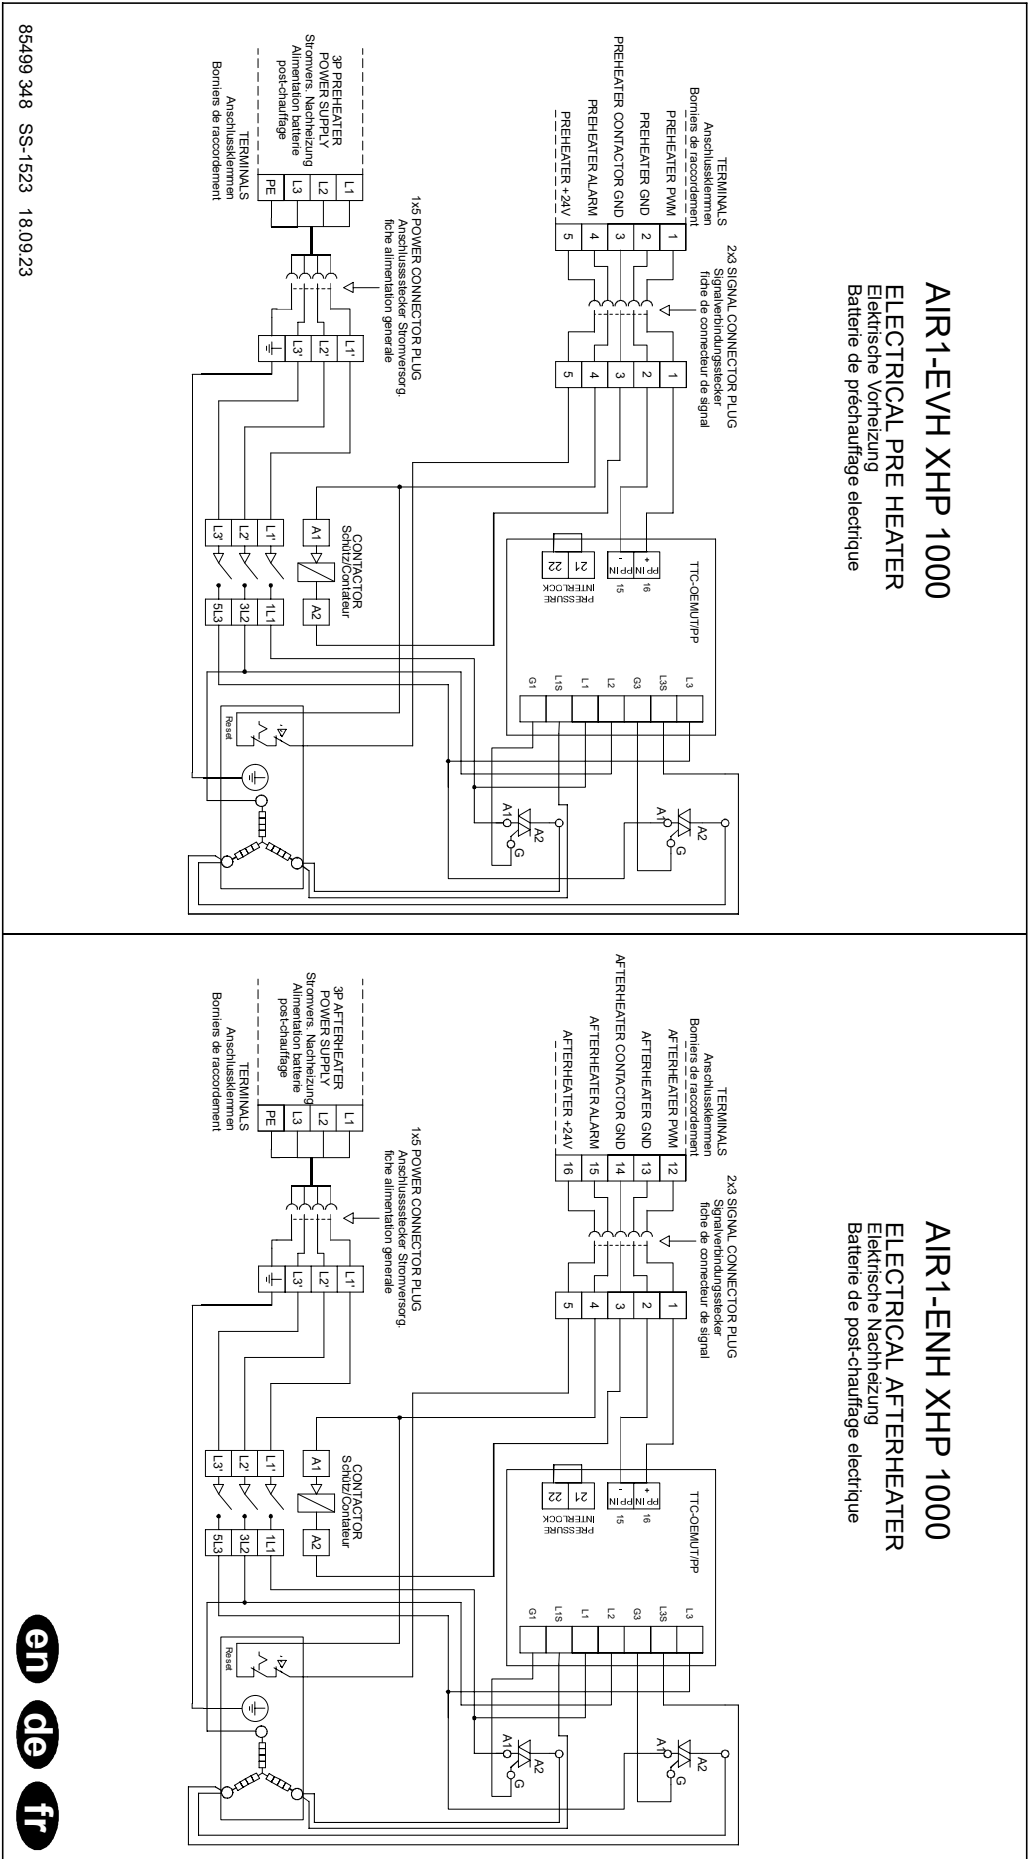 AIR1-EVH XHP 1000
ELECTRICAL PRE HEATER
Elektrische Vorheizung
Batterie de préchauffage electrique
TERMINALS
Anschlussklemmen
Borniers de raccordement
PREHEATER PWM
PREHEATER GND
PREHEATER CONTACTOR GND
PREHEATER ALARM
PREHEATER +24V
1
2
3
4
5
2x3 SIGNAL CONNECTOR PLUG
Signalverbindungsstecker
fiche de connecteur de signal
1
2
3
4
5
TTC-OEMUT/PP
+ PP IN
- PP IN
16
15
21
22
PRESSURE
INTERLOCK
L3
L3S
G3
L2
L1
L1S
G1
A1
A2
G
A1
A2
G
1x5 POWER CONNECTOR PLUG
Anschlussstecker Stromversorg.
fiche alimentation generale
3P PREHEATER
POWER SUPPLY
Stromvers. Nachheizung
Alimentation batterie
post-chauffage
L1
L2
L3
PE
TERMINALS
Anschlussklemmen
Borniers de raccordement
L1'
L2'
L3'
CONTACTOR
Schütz/Contateur
A1
A2
L1'
L2'
L3'
1L1
3L2
5L3
Reset
AIR1-ENH XHP 1000
ELECTRICAL AFTERHEATER
Elektrische Nachheizung
Batterie de post-chauffage electrique
TERMINALS
Anschlussklemmen
Borniers de raccordement
AFTERHEATER PWM
AFTERHEATER GND
AFTERHEATER CONTACTOR GND
AFTERHEATER ALARM
AFTERHEATER +24V
12
13
14
15
16
2x3 SIGNAL CONNECTOR PLUG
Signalverbindungsstecker
fiche de connecteur de signal
1
2
3
4
5
TTC-OEMUT/PP
+ PP IN
- PP IN
16
15
21
22
PRESSURE
INTERLOCK
L3
L3S
G3
L2
L1
L1S
G1
A1
A2
G
A1
A2
G
1x5 POWER CONNECTOR PLUG
Anschlussstecker Stromversorg.
fiche alimentation generale
3P AFTERHEATER
POWER SUPPLY
Stromvers. Nachheizung
Alimentation batterie
post-chauffage
L1
L2
L3
PE
TERMINALS
Anschlussklemmen
Borniers de raccordement
L1'
L2'
L3'
CONTACTOR
Schütz/Contateur
A1
A2
L1'
L2'
L3'
1L1
3L2
5L3
Reset
85499 348 SS-1523 18.09.23
en de fr